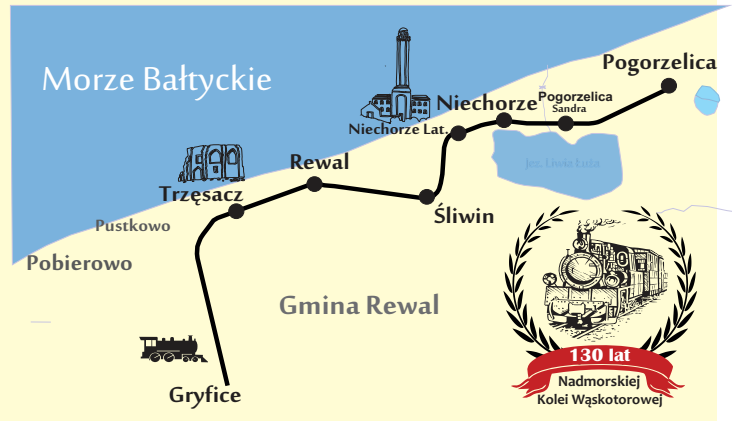 Morze Bałtyckie
Pogorzelica
Niechorze
Pogorzelica
Sandra
Niechorze Lat.
Rewal
Jez. Liwia Łuża
Trzęsacz
Śliwin
Pustkowo
Pobierowo
Gmina Rewal
130 lat
Nadmorskiej
Kolei Wąskotorowej
Gryfice